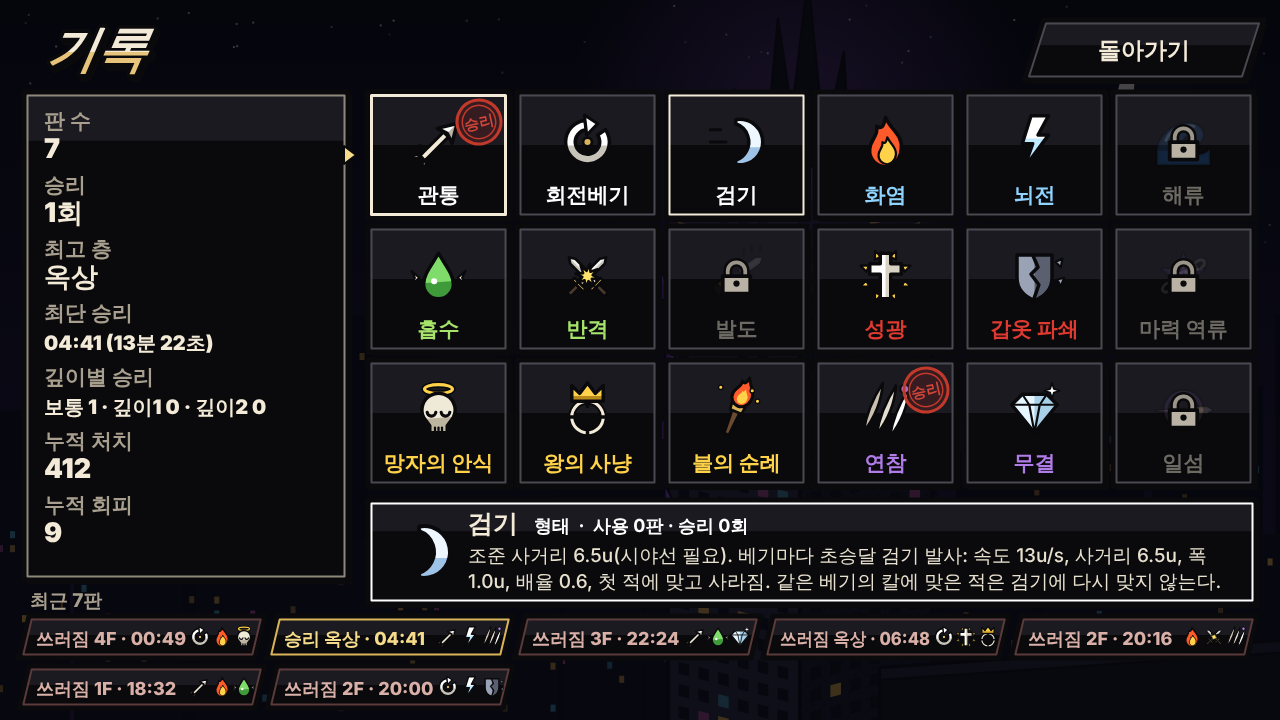 기록
돌아가기
판 수
7
승리
1회
최고 층
옥상
최단 승리
04:41 (13분 22초)
깊이별 승리
보통 1 · 깊이1 0 · 깊이2 0
누적 처치
412
누적 회피
9
승리
관통
회전베기
검기
화염
뇌전
해류
흡수
반격
발도
성광
갑옷 파쇄
마력 역류
승리
망자의 안식
왕의 사냥
불의 순례
연참
무결
일섬
검기 형태 · 사용 0판 · 승리 0회
조준 사거리 6.5u(시야선 필요). 베기마다 초승달 검기 발사: 속도 13u/s, 사거리 6.5u, 폭
1.0u, 배율 0.6, 첫 적에 맞고 사라짐. 같은 베기의 칼에 맞은 적은 검기에 다시 맞지 않는다.
최근 7판
쓰러짐 4F · 00:49
승리 옥상 · 04:41
쓰러짐 3F · 22:24
쓰러짐 옥상 · 06:48
쓰러짐 2F · 20:16
쓰러짐 1F · 18:32
쓰러짐 2F · 20:00